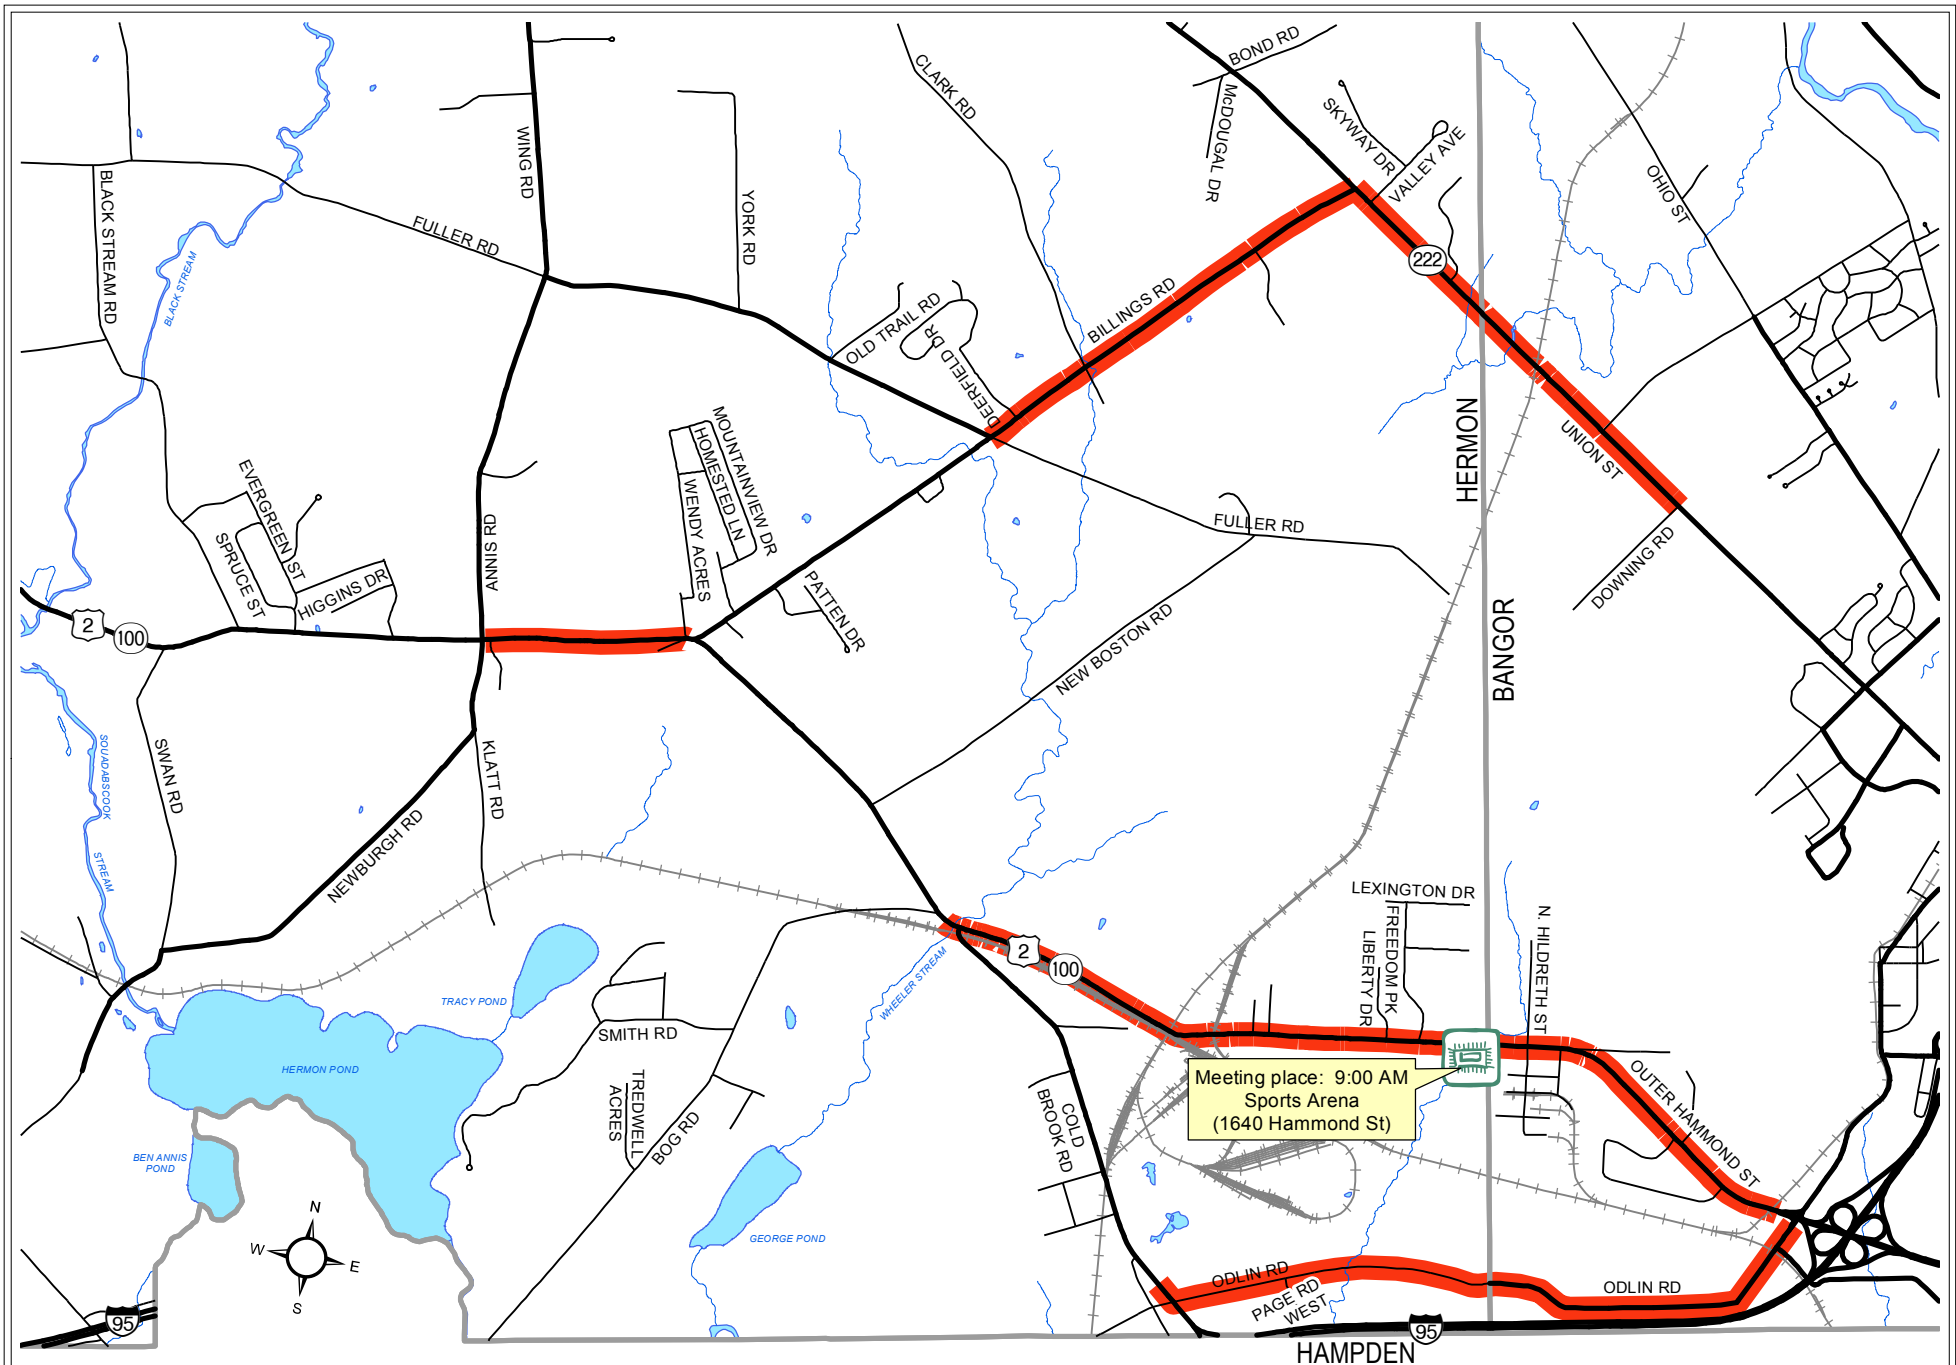 BOND RD
CLARK RD
McDOUGAL DR
SKYWAY DR
VALLEY AVE
WING RD
OHIO ST
BLACK STREAM RD
FULLER RD
YORK RD
BLACK STREAM
222
BILLINGS RD
OLD TRAIL RD
DEERFIELD DR
HERMON
UNION ST
MOUNTAINVIEW DR
HOMESTED LN
WENDY ACRES
EVERGREEN ST
SPRUCE ST
HIGGINS DR
ANNIS RD
FULLER RD
PATTEN DR
DOWNING RD
2
100
NEW BOSTON RD
BANGOR
SOUADABSCOOK
STREAM
SWAN RD
KLATT RD
NEWBURGH RD
LEXINGTON DR
FREEDOM PK
LIBERTY DR
N. HILDRETH ST
2
100
WHEELER STREAM
TRACY POND
SMITH RD
HERMON POND
TREDWELL
ACRES
BOG RD
COLD
BROOK RD
Meeting place: 9:00 AM
Sports Arena
(1640 Hammond St)
OUTER HAMMOND ST
BEN ANNIS
POND
GEORGE POND
N
W
E
S
ODLIN RD
PAGE RD
WEST
ODLIN RD
95
95
HAMPDEN